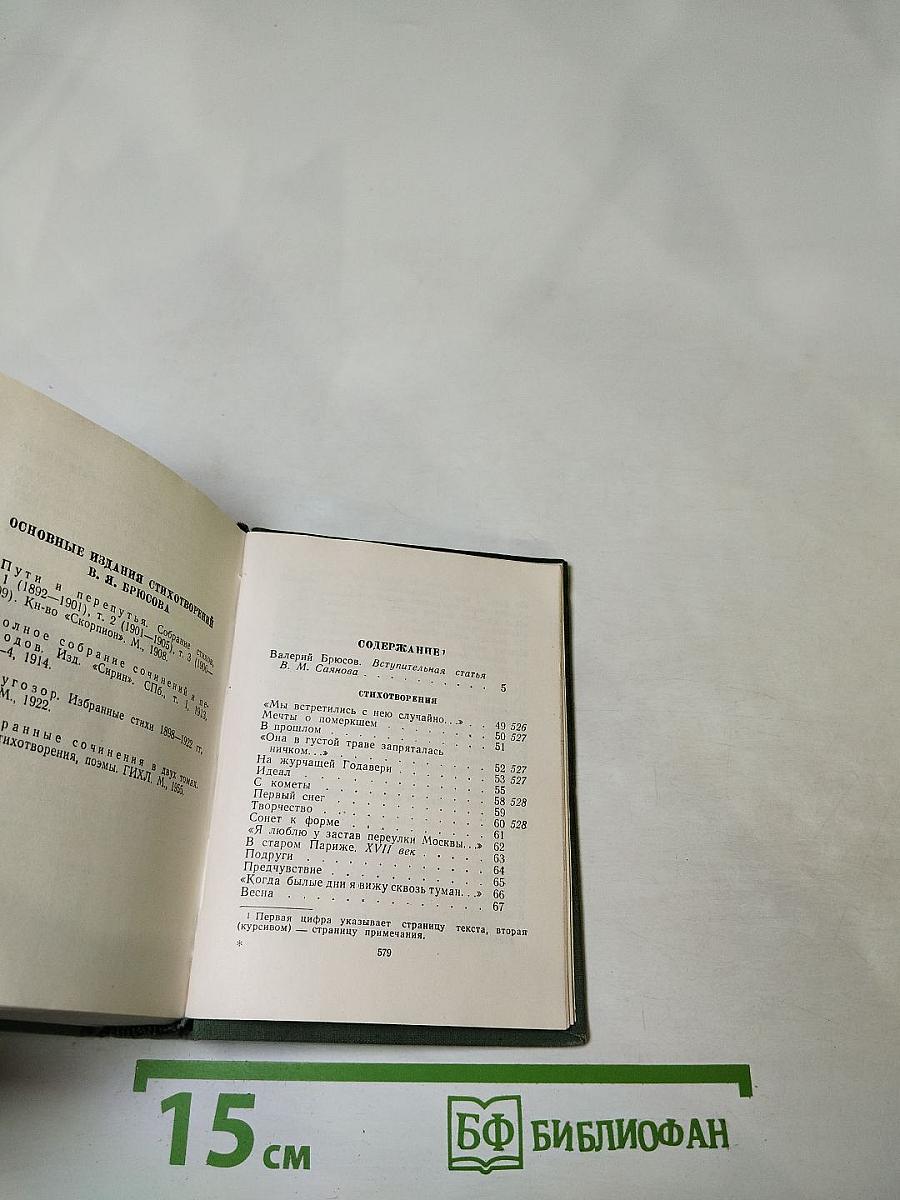 ОСНОВНЫЕ ИЗДАНИЯ СТИХОТВОРЕНИЙ
В. Я. БРЮСОВА
Пути и перепутья. Собрание стихов.
1 (1892—1901), т. 2 (1901—1905), т. 3 (1906—
09). Кн-во «Скорпион». М., 1908.
олное собрание сочинений и пе-
одов. Изд. «Сирин». СПб., т. 1, 1913,
—4, 1914.
угозор. Избранные стихи 1898—1922 гг.
М., 1922.
ранные сочинения в двух томах.
тихотворения, поэмы. ГИХЛ. М., 1955.
СОДЕРЖАНИЕ¹
Валерий Брюсов. Вступительная статья
В. М. Саянова . . . . . . . . . . 5
СТИХОТВОРЕНИЯ
«Мы встретились с нею случайно. . .» . . 49 526
Мечты о померкшем . . . . . . . 50 527
В прошлом . . . . . . . . . . 51
«Она в густой траве запряталась
ничком. . .» . . . . . . . . . . 52 527
На журчащей Годавери . . . . . . 53 527
Идеал . . . . . . . . . . . . 55
С кометы . . . . . . . . . . . 58 528
Первый снег . . . . . . . . . . 59
Творчество . . . . . . . . . . 60 528
Сонет к форме . . . . . . . . . 61
«Я люблю у застав переулки Москвы. . .» 62
В старом Париже. XVII век . . . . . 63
Подруги . . . . . . . . . . . 64
Предчувствие . . . . . . . . . . 65
«Когда былые дни я вижу сквозь туман. . .» 66
Весна . . . . . . . . . . . . 67
¹ Первая цифра указывает страницу текста, вторая
(курсивом) — страницу примечания.
*
579
15 см
БФ БИБЛИОФАН